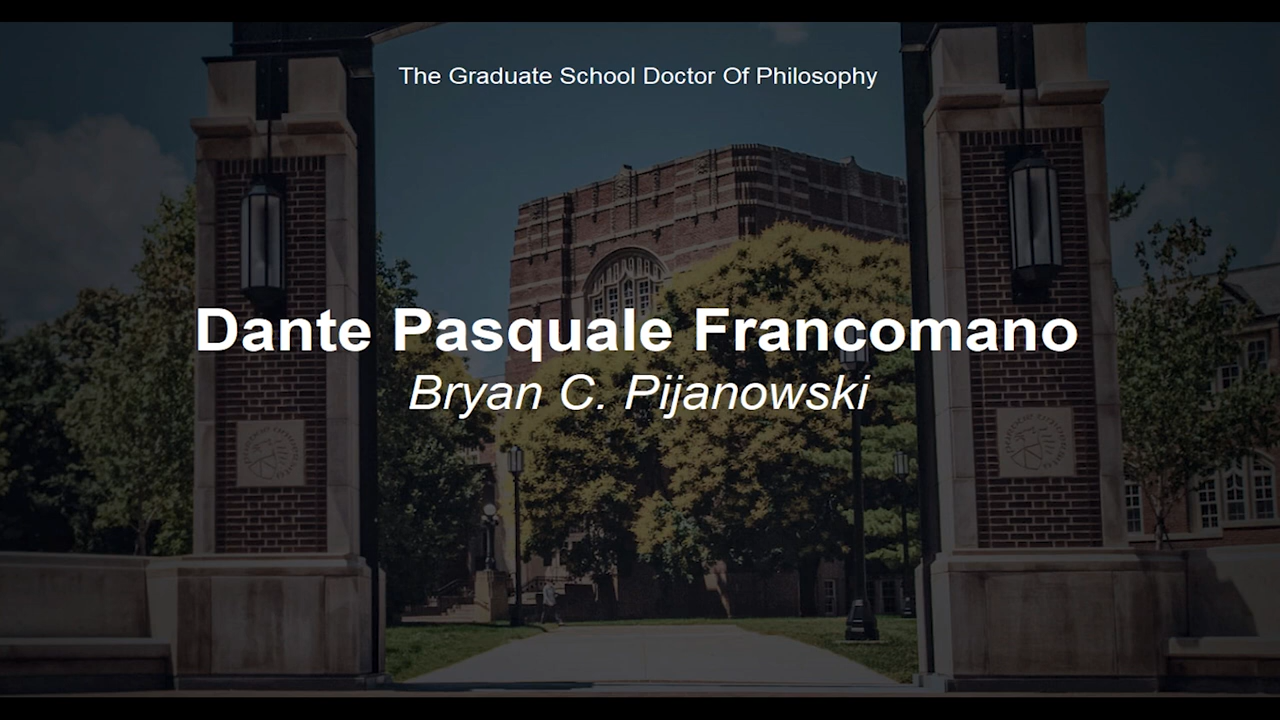 The Graduate School Doctor Of Philosophy
Dante Pasquale Francomano
Bryan C. Pijanowski